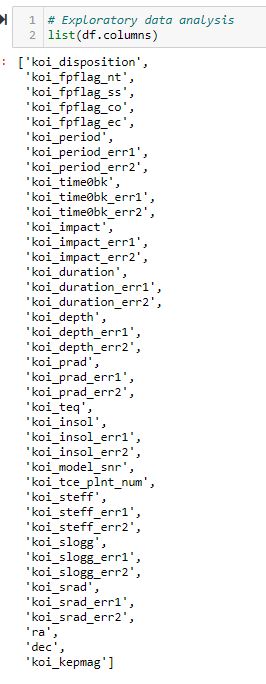 1 # Exploratory data analysis
2 list(df.columns)
: ['koi_disposition',
'koi_fpflag_nt',
'koi_fpflag_ss',
'koi_fpflag_co',
'koi_fpflag_ec',
'koi_period',
'koi_period_err1',
'koi_period_err2',
'koi_time0bk',
'koi_time0bk_err1',
'koi_time0bk_err2',
'koi_impact',
'koi_impact_err1',
'koi_impact_err2',
'koi_duration',
'koi_duration_err1',
'koi_duration_err2',
'koi_depth',
'koi_depth_err1',
'koi_depth_err2',
'koi_prad',
'koi_prad_err1',
'koi_prad_err2',
'koi_teq',
'koi_insol',
'koi_insol_err1',
'koi_insol_err2',
'koi_model_snr',
'koi_tce_plnt_num',
'koi_steff',
'koi_steff_err1',
'koi_steff_err2',
'koi_slogg',
'koi_slogg_err1',
'koi_slogg_err2',
'koi_srad',
'koi_srad_err1',
'koi_srad_err2',
'ra',
'dec',
'koi_kepmag']